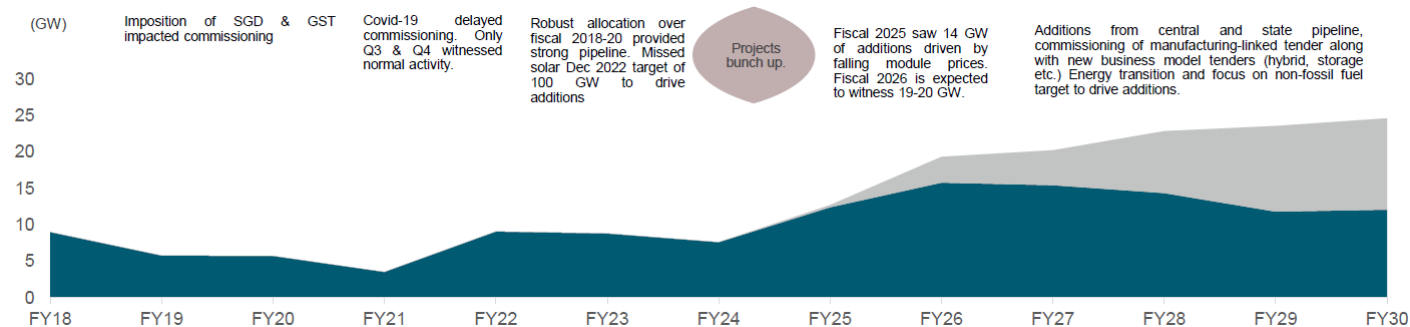 (GW)
Imposition of SGD & GST
impacted commissioning
Covid-19 delayed
commissioning. Only
Q3 & Q4 witnessed
normal activity.
Robust allocation over
fiscal 2018-20 provided
strong pipeline. Missed
solar Dec 2022 target of
100 GW to drive
additions
Projects
bunch up.
Fiscal 2025 saw 14 GW
of additions driven by
falling module prices.
Fiscal 2026 is expected
to witness 19-20 GW.
Additions from central and state pipeline,
commissioning of manufacturing-linked tender along
with new business model tenders (hybrid, storage
etc.) Energy transition and focus on non-fossil fuel
target to drive additions.
30
25
20
15
10
5
0
FY18 FY19 FY20 FY21 FY22 FY23 FY24 FY25 FY26 FY27 FY28 FY29 FY30